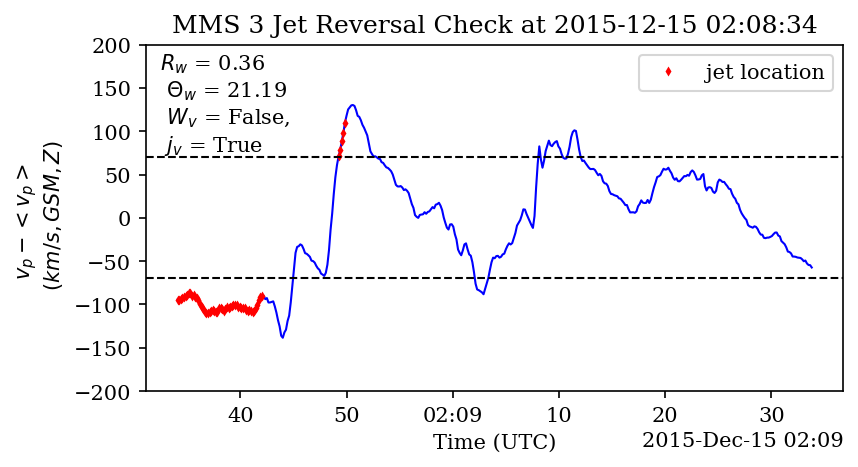 MMS 3 Jet Reversal Check at 2015-12-15 02:08:34
R_w = 0.36
Θ_w = 21.19
W_v = False,
j_v = True
jet location
200
150
100
50
0
−50
−100
−150
−200
v_p − < v_p >
(km/s, GSM, Z)
40
50
02:09
10
20
30
Time (UTC)
2015-Dec-15 02:09